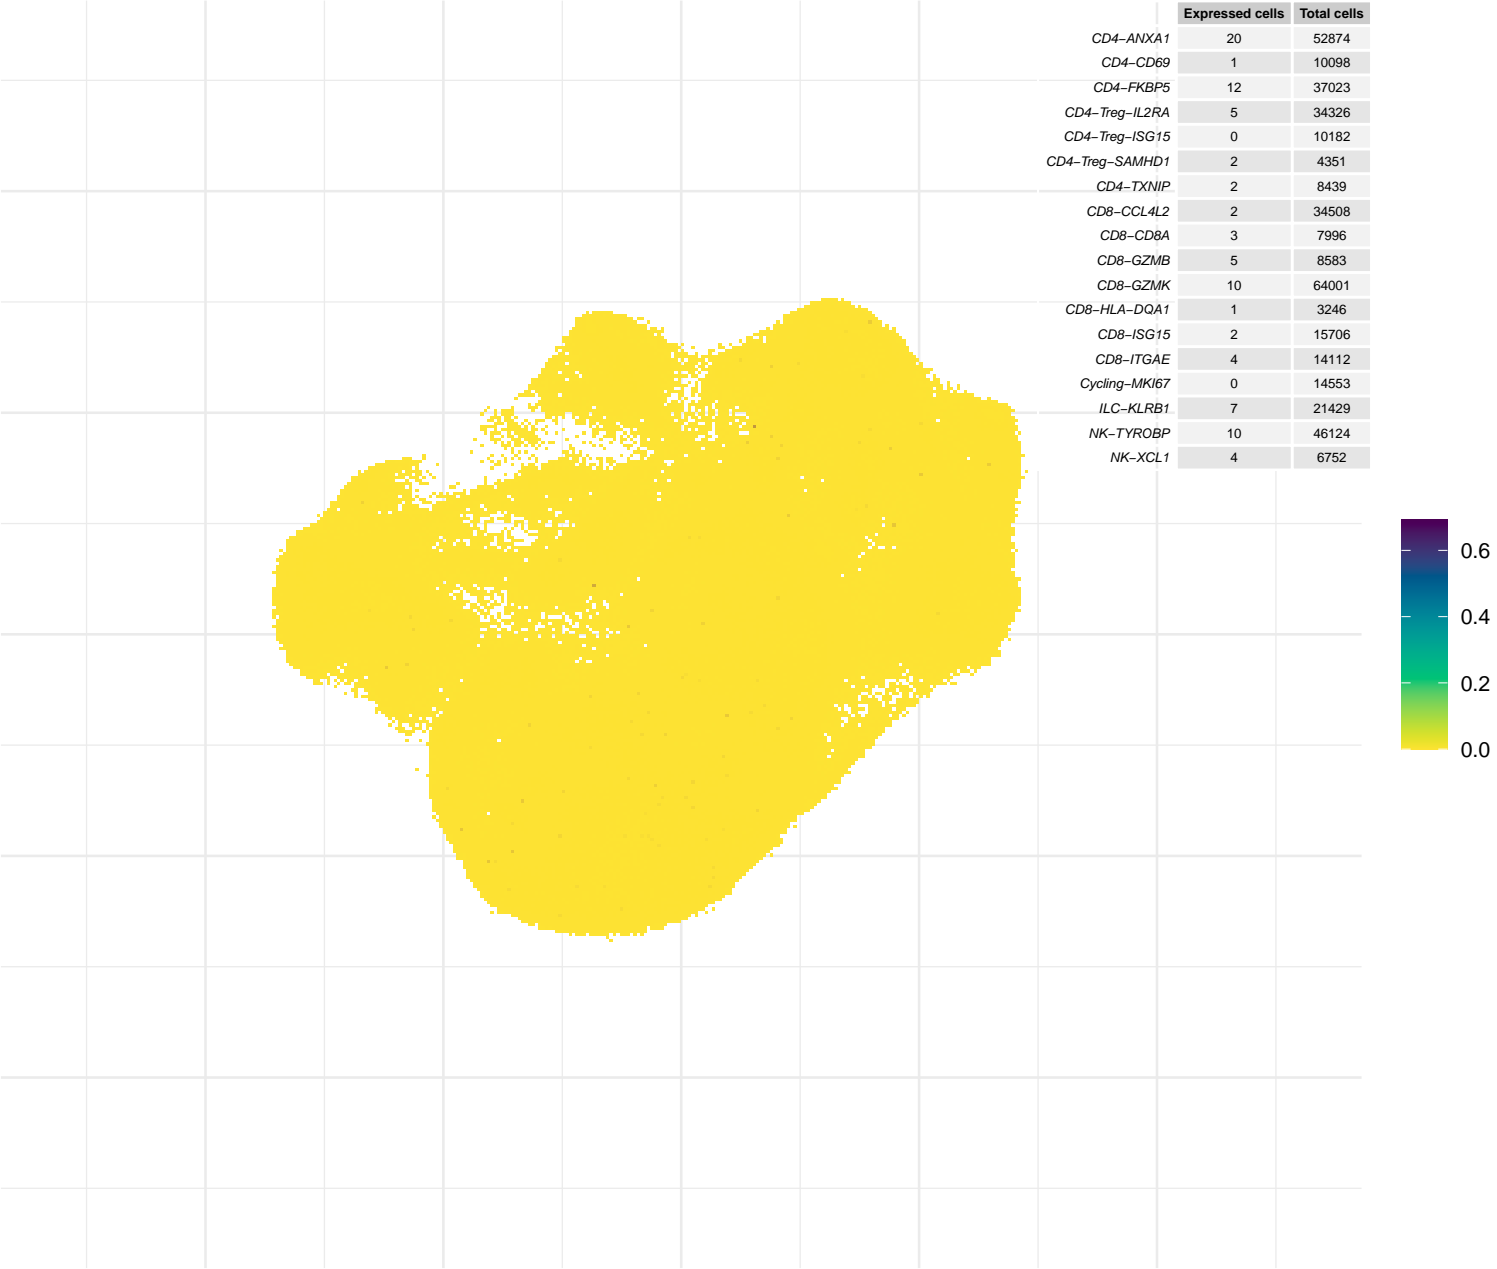 Expressed cells Total cells
CD4−ANXA1 20 52874
CD4−CD69 1 10098
CD4−FKBP5 12 37023
CD4−Treg−IL2RA 5 34326
CD4−Treg−ISG15 0 10182
CD4−Treg−SAMHD1 2 4351
CD4−TXNIP 2 8439
CD8−CCL4L2 2 34508
CD8−CD8A 3 7996
CD8−GZMB 5 8583
CD8−GZMK 10 64001
CD8−HLA−DQA1 1 3246
CD8−ISG15 2 15706
CD8−ITGAE 4 14112
Cycling−MKI67 0 14553
ILC−KLRB1 7 21429
NK−TYROBP 10 46124
NK−XCL1 4 6752
0.6
0.4
0.2
0.0